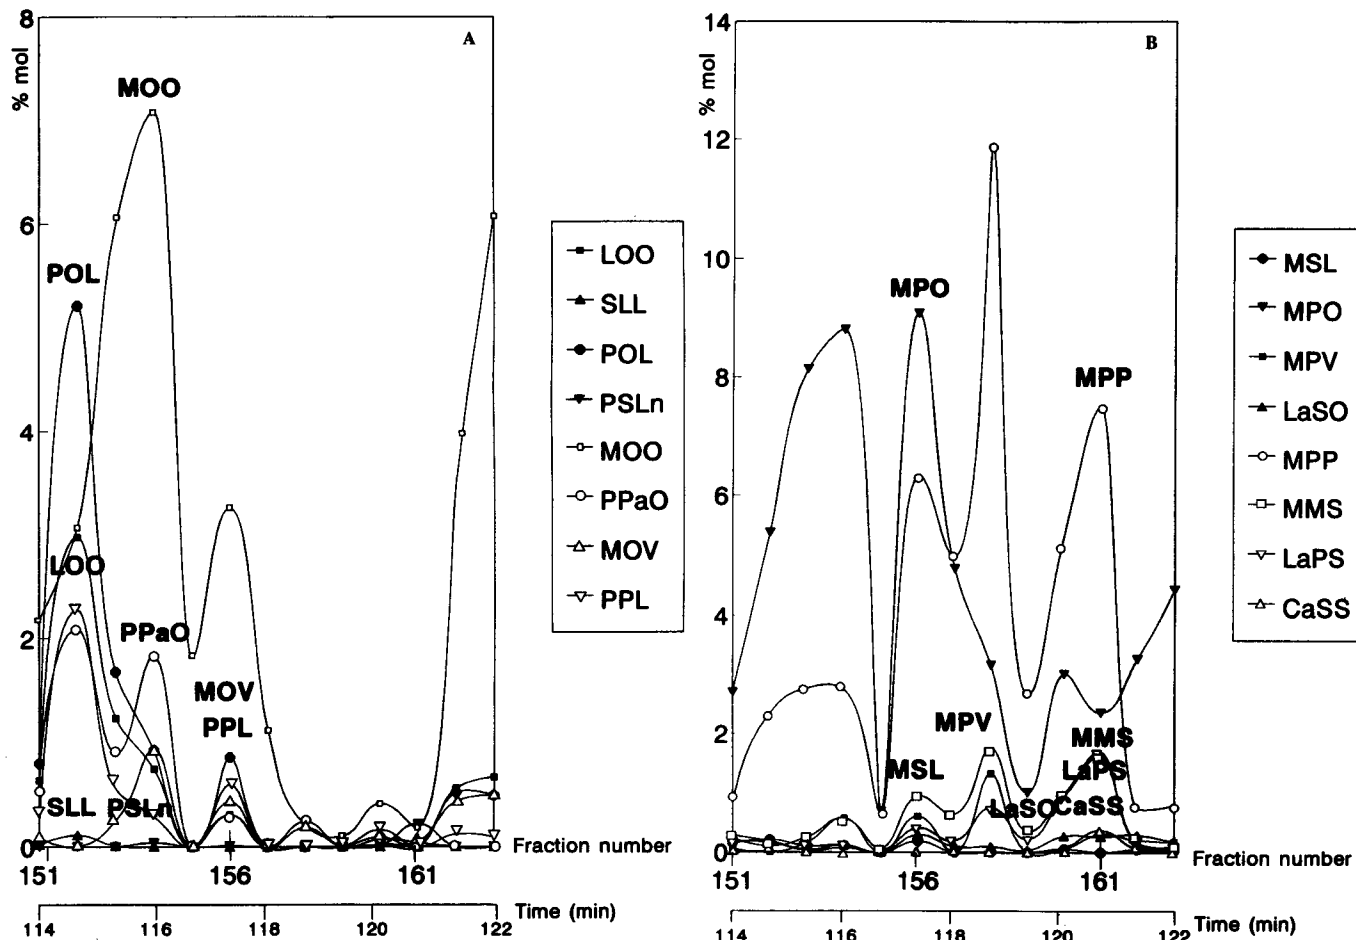 A
% mol
8
6
4
2
0
MOO
POL
LOO
PPaO
MOV
PPL
SLL
PSLn
151
156
161
Fraction number
114
116
118
120
122
Time (min)
LOO
SLL
POL
PSLn
MOO
PPaO
MOV
PPL
B
% mol
14
12
10
8
6
4
2
0
MPO
MPP
MPV
MMS
MSL
LaPS
LaSO
CaSS
151
156
161
Fraction number
114
116
118
120
122
Time (min)
MSL
MPO
MPV
LaSO
MPP
MMS
LaPS
CaSS